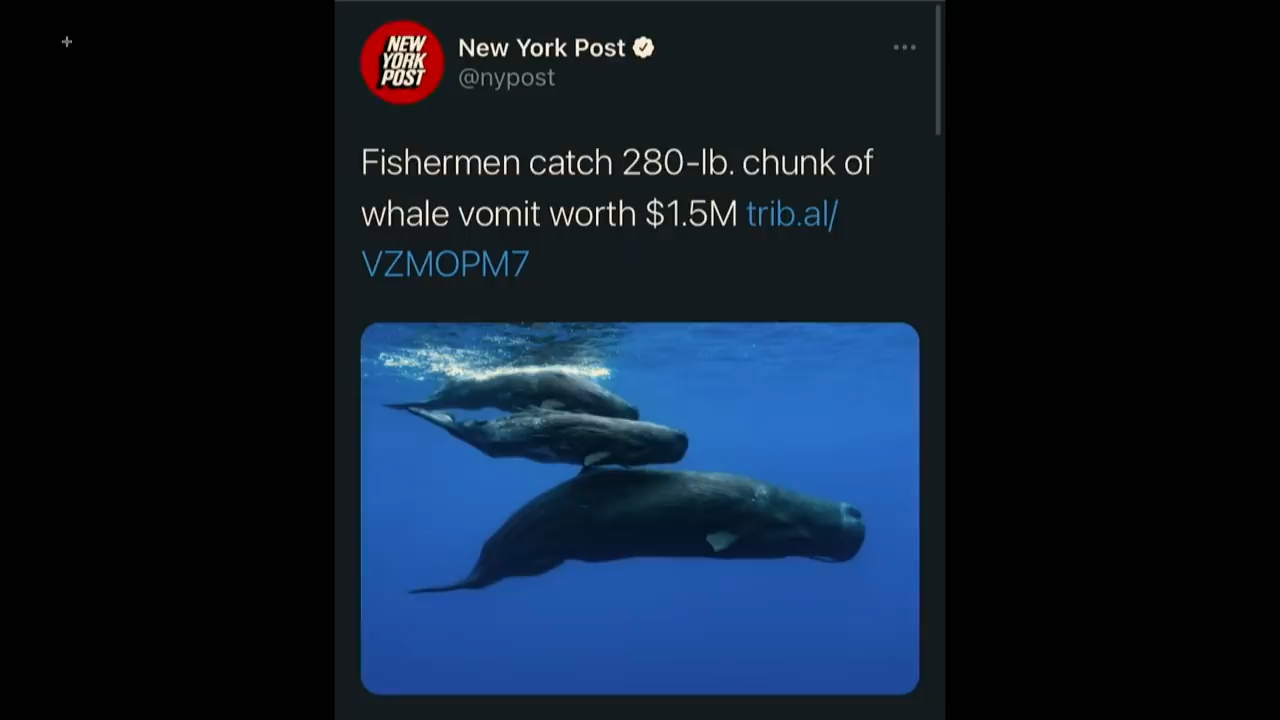 NEW
YORK
POST
New York Post
@nypost
Fishermen catch 280-lb. chunk of
whale vomit worth $1.5M trib.al/
VZMOPM7